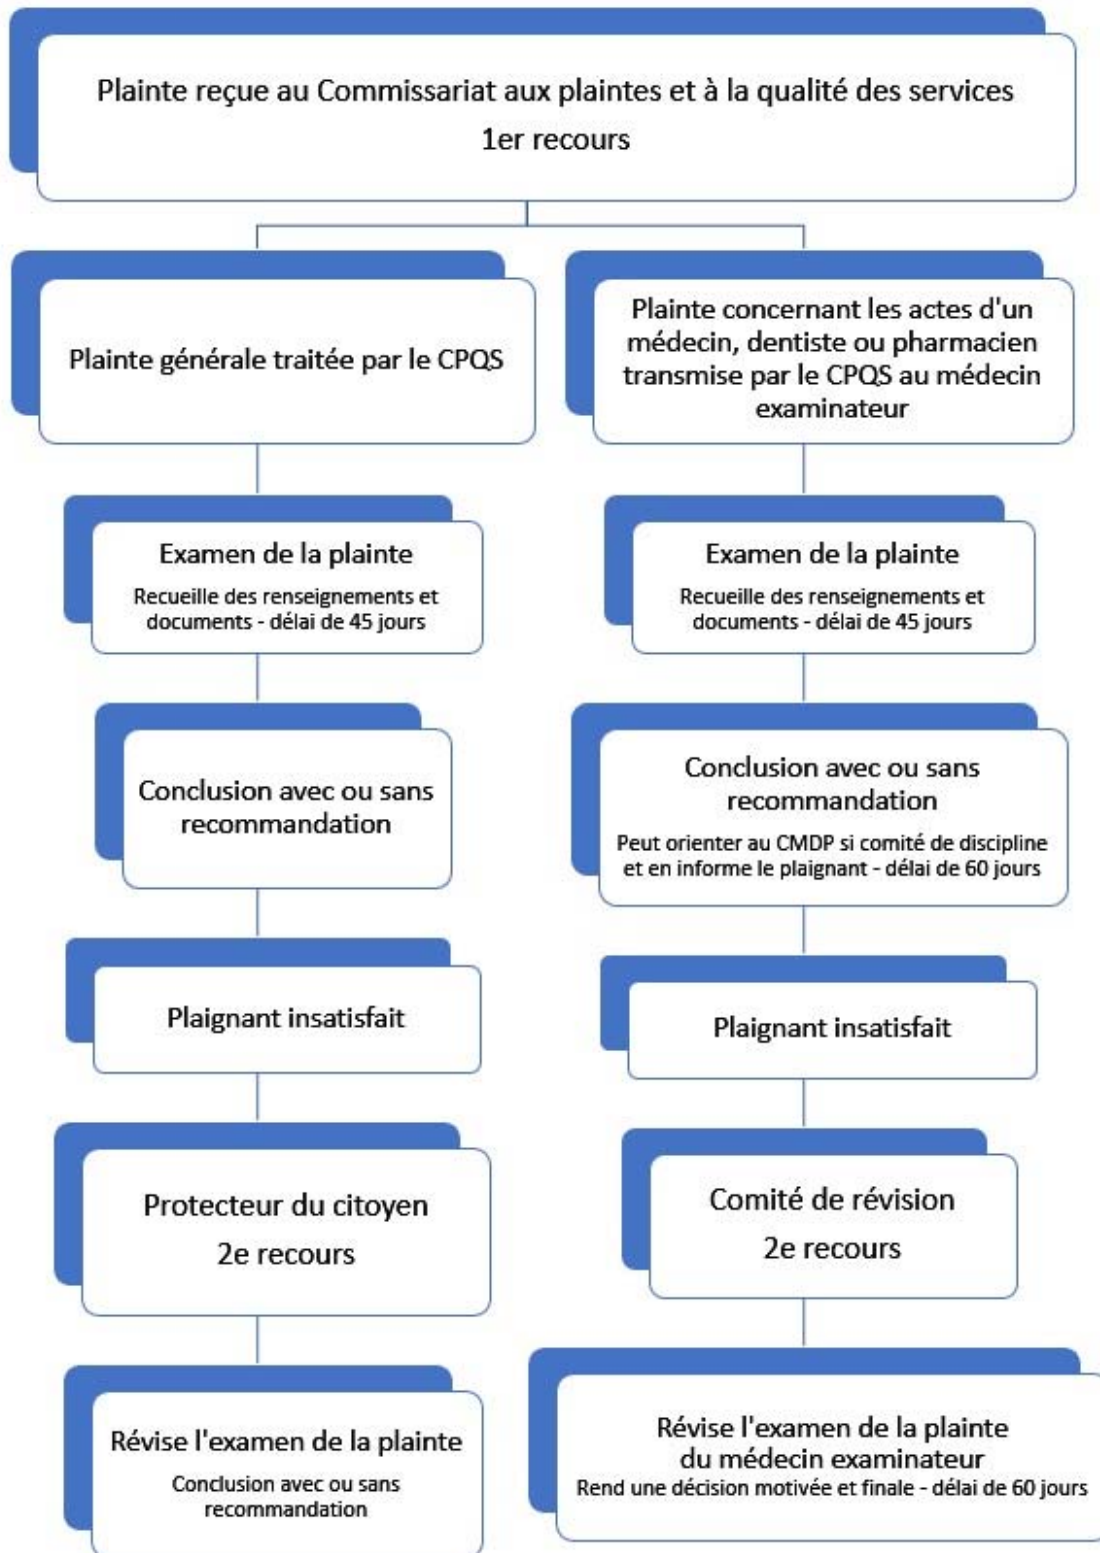 Plainte reçue au Commissariat aux plaintes et à la qualité des services
1er recours
Plainte générale traitée par le CPQS
Plainte concernant les actes d'un
médecin, dentiste ou pharmacien
transmise par le CPQS au médecin
examinateur
Examen de la plainte
Recueille des renseignements et
documents - délai de 45 jours
Examen de la plainte
Recueille des renseignements et
documents - délai de 45 jours
Conclusion avec ou sans
recommandation
Conclusion avec ou sans
recommandation
Peut orienter au CMDP si comité de discipline
et en informe le plaignant - délai de 60 jours
Plaignant insatisfait
Plaignant insatisfait
Protecteur du citoyen
2e recours
Comité de révision
2e recours
Révise l'examen de la plainte
Conclusion avec ou sans
recommandation
Révise l'examen de la plainte
du médecin examinateur
Rend une décision motivée et finale - délai de 60 jours